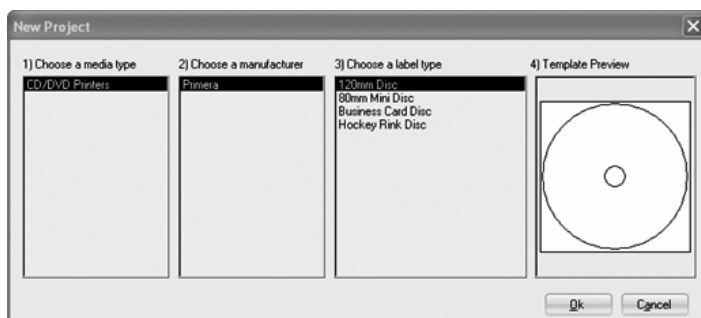 New Project
1) Choose a media type
CD/DVD Printers
2) Choose a manufacturer
Primera
3) Choose a label type
120mm Disc
80mm Mini Disc
Business Card Disc
Hockey Rink Disc
4) Template Preview
Ok
Cancel